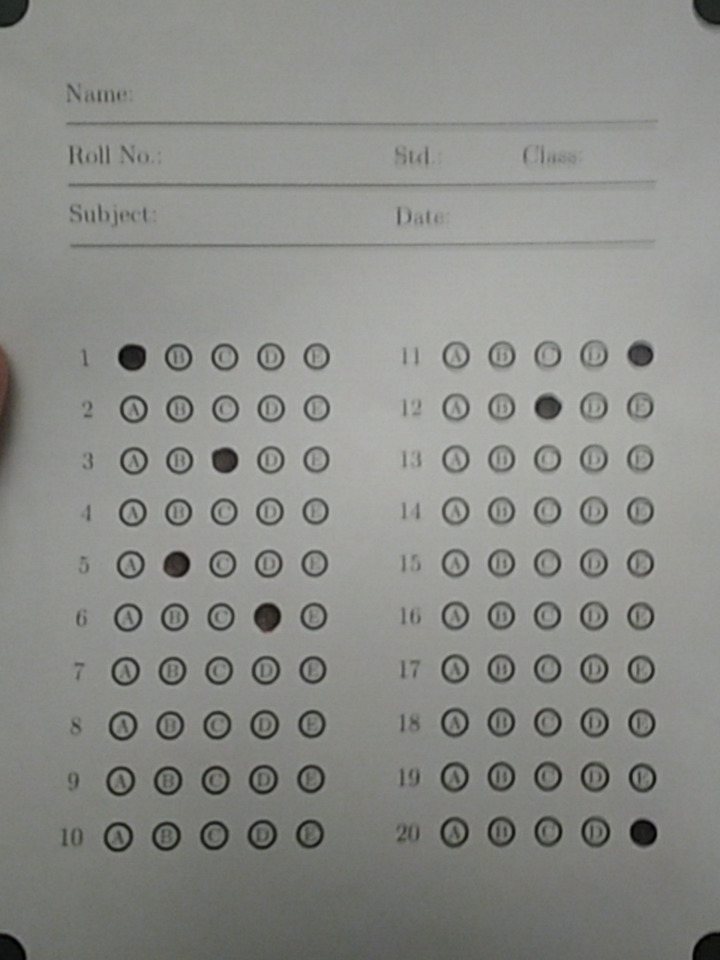 Name:
Roll No.: Std.: Class:
Subject: Date:
1 B C D E 11 A B C D
2 A B C D E 12 A B D E
3 A B D E 13 A B C D E
4 A B C D E 14 A B C D E
5 A C D E 15 A B C D E
6 A B C E 16 A B C D E
7 A B C D E 17 A B C D E
8 A B C D E 18 A B C D E
9 A B C D E 19 A B C D E
10 A B C D E 20 A B C D